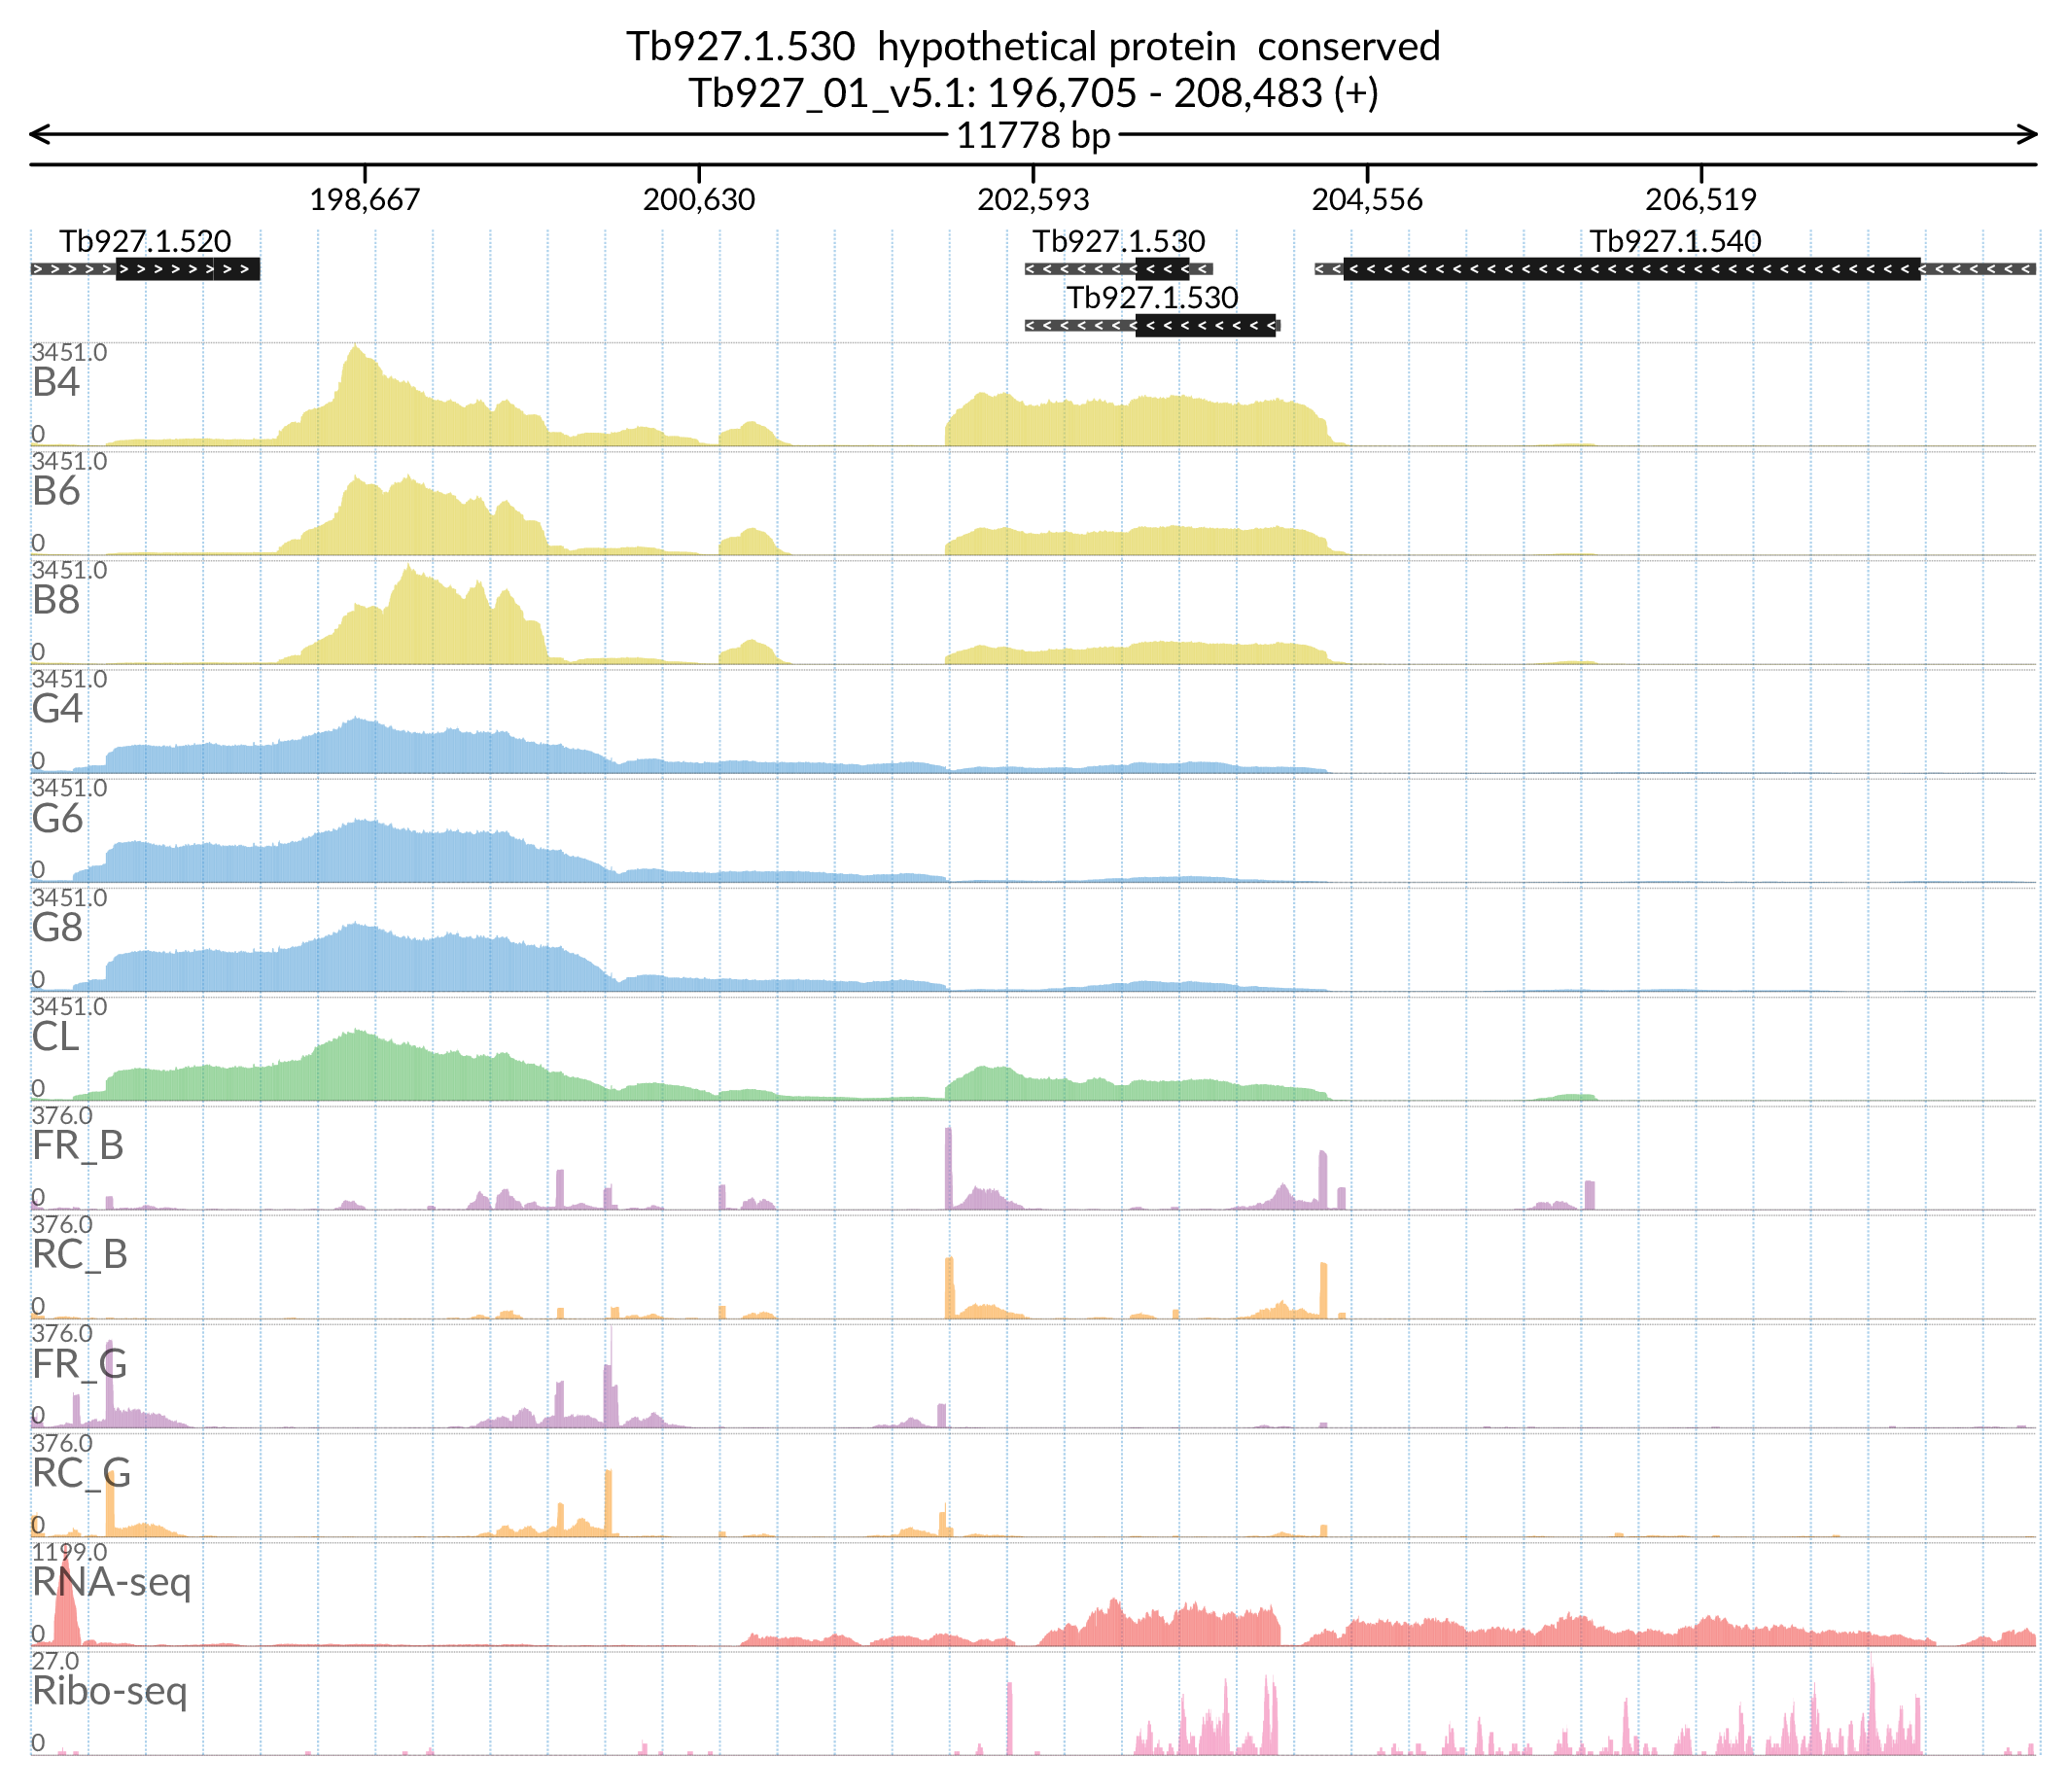 Tb927.1.530  hypothetical protein  conserved
Tb927_01_v5.1: 196,705 - 208,483 (+)
11778 bp
198,667 200,630 202,593 204,556 206,519
Tb927.1.520 Tb927.1.530 Tb927.1.540
Tb927.1.530
3451.0
B4
0
3451.0
B6
0
3451.0
B8
0
3451.0
G4
0
3451.0
G6
0
3451.0
G8
0
3451.0
CL
0
376.0
FR_B
0
376.0
RC_B
0
376.0
FR_G
0
376.0
RC_G
0
1199.0
RNA-seq
0
27.0
Ribo-seq
0